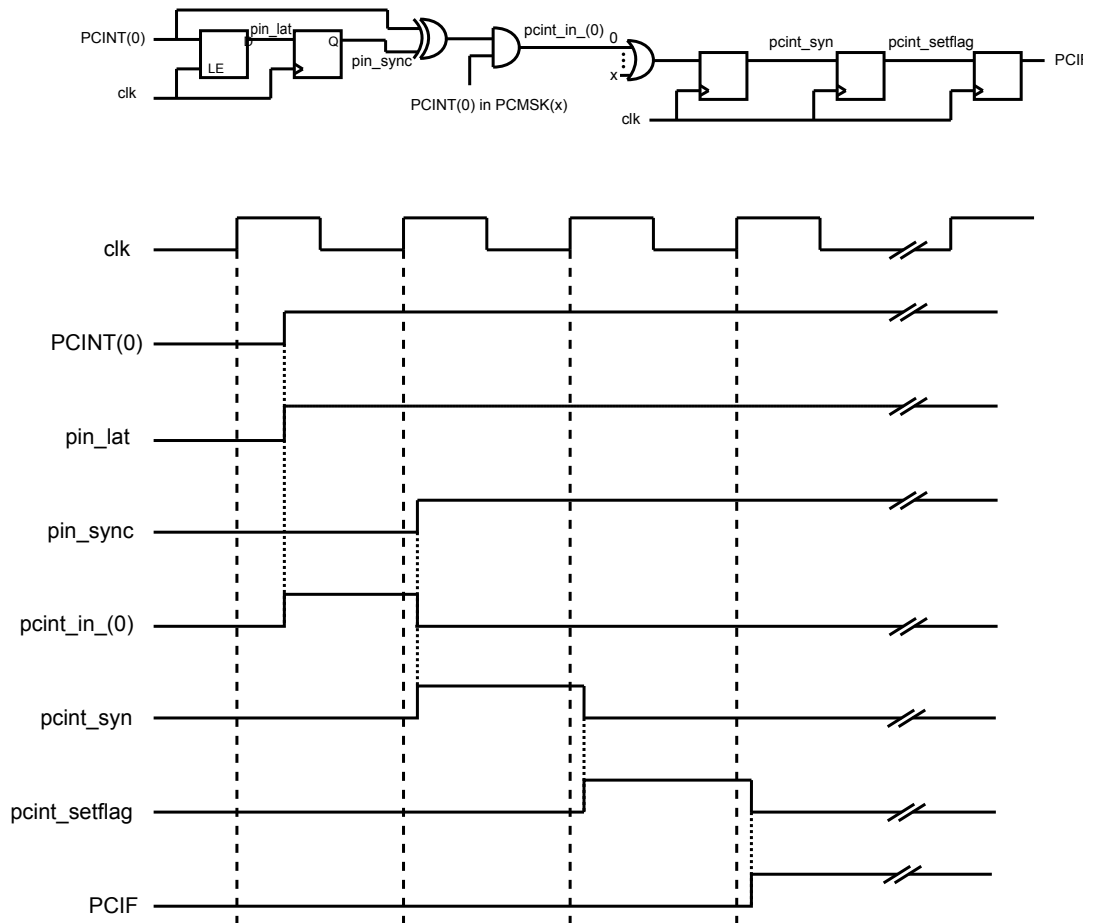 PCINT(0)
pin_lat
D
LE
Q
pin_sync
clk
pcint_in_(0)
0
x
PCINT(0) in PCMSK(x)
clk
pcint_syn
pcint_setflag
clk
PCINT(0)
pin_lat
pin_sync
pcint_in_(0)
pcint_syn
pcint_setflag
PCIF